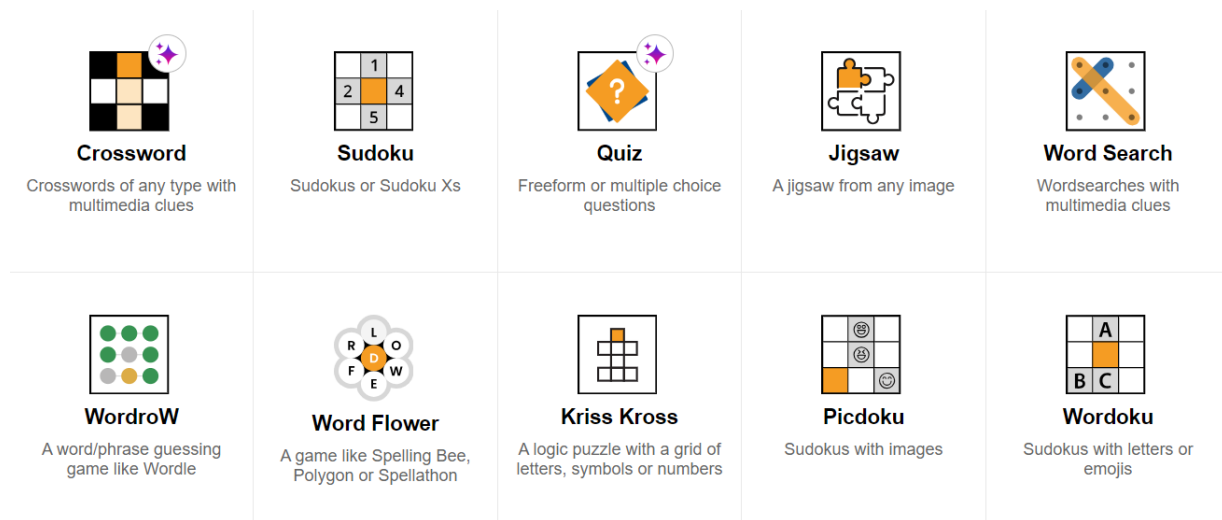 1
2
4
5
?
Crossword
Crosswords of any type with
multimedia clues
Sudoku
Sudokus or Sudoku Xs
Quiz
Freeform or multiple choice
questions
Jigsaw
A jigsaw from any image
Word Search
Wordsearches with
multimedia clues
L
R
O
D
F
W
E
A
B C
WordroW
A word/phrase guessing
game like Wordle
Word Flower
A game like Spelling Bee,
Polygon or Spellathon
Kriss Kross
A logic puzzle with a grid of
letters, symbols or numbers
Picdoku
Sudokus with images
Wordoku
Sudokus with letters or
emojis